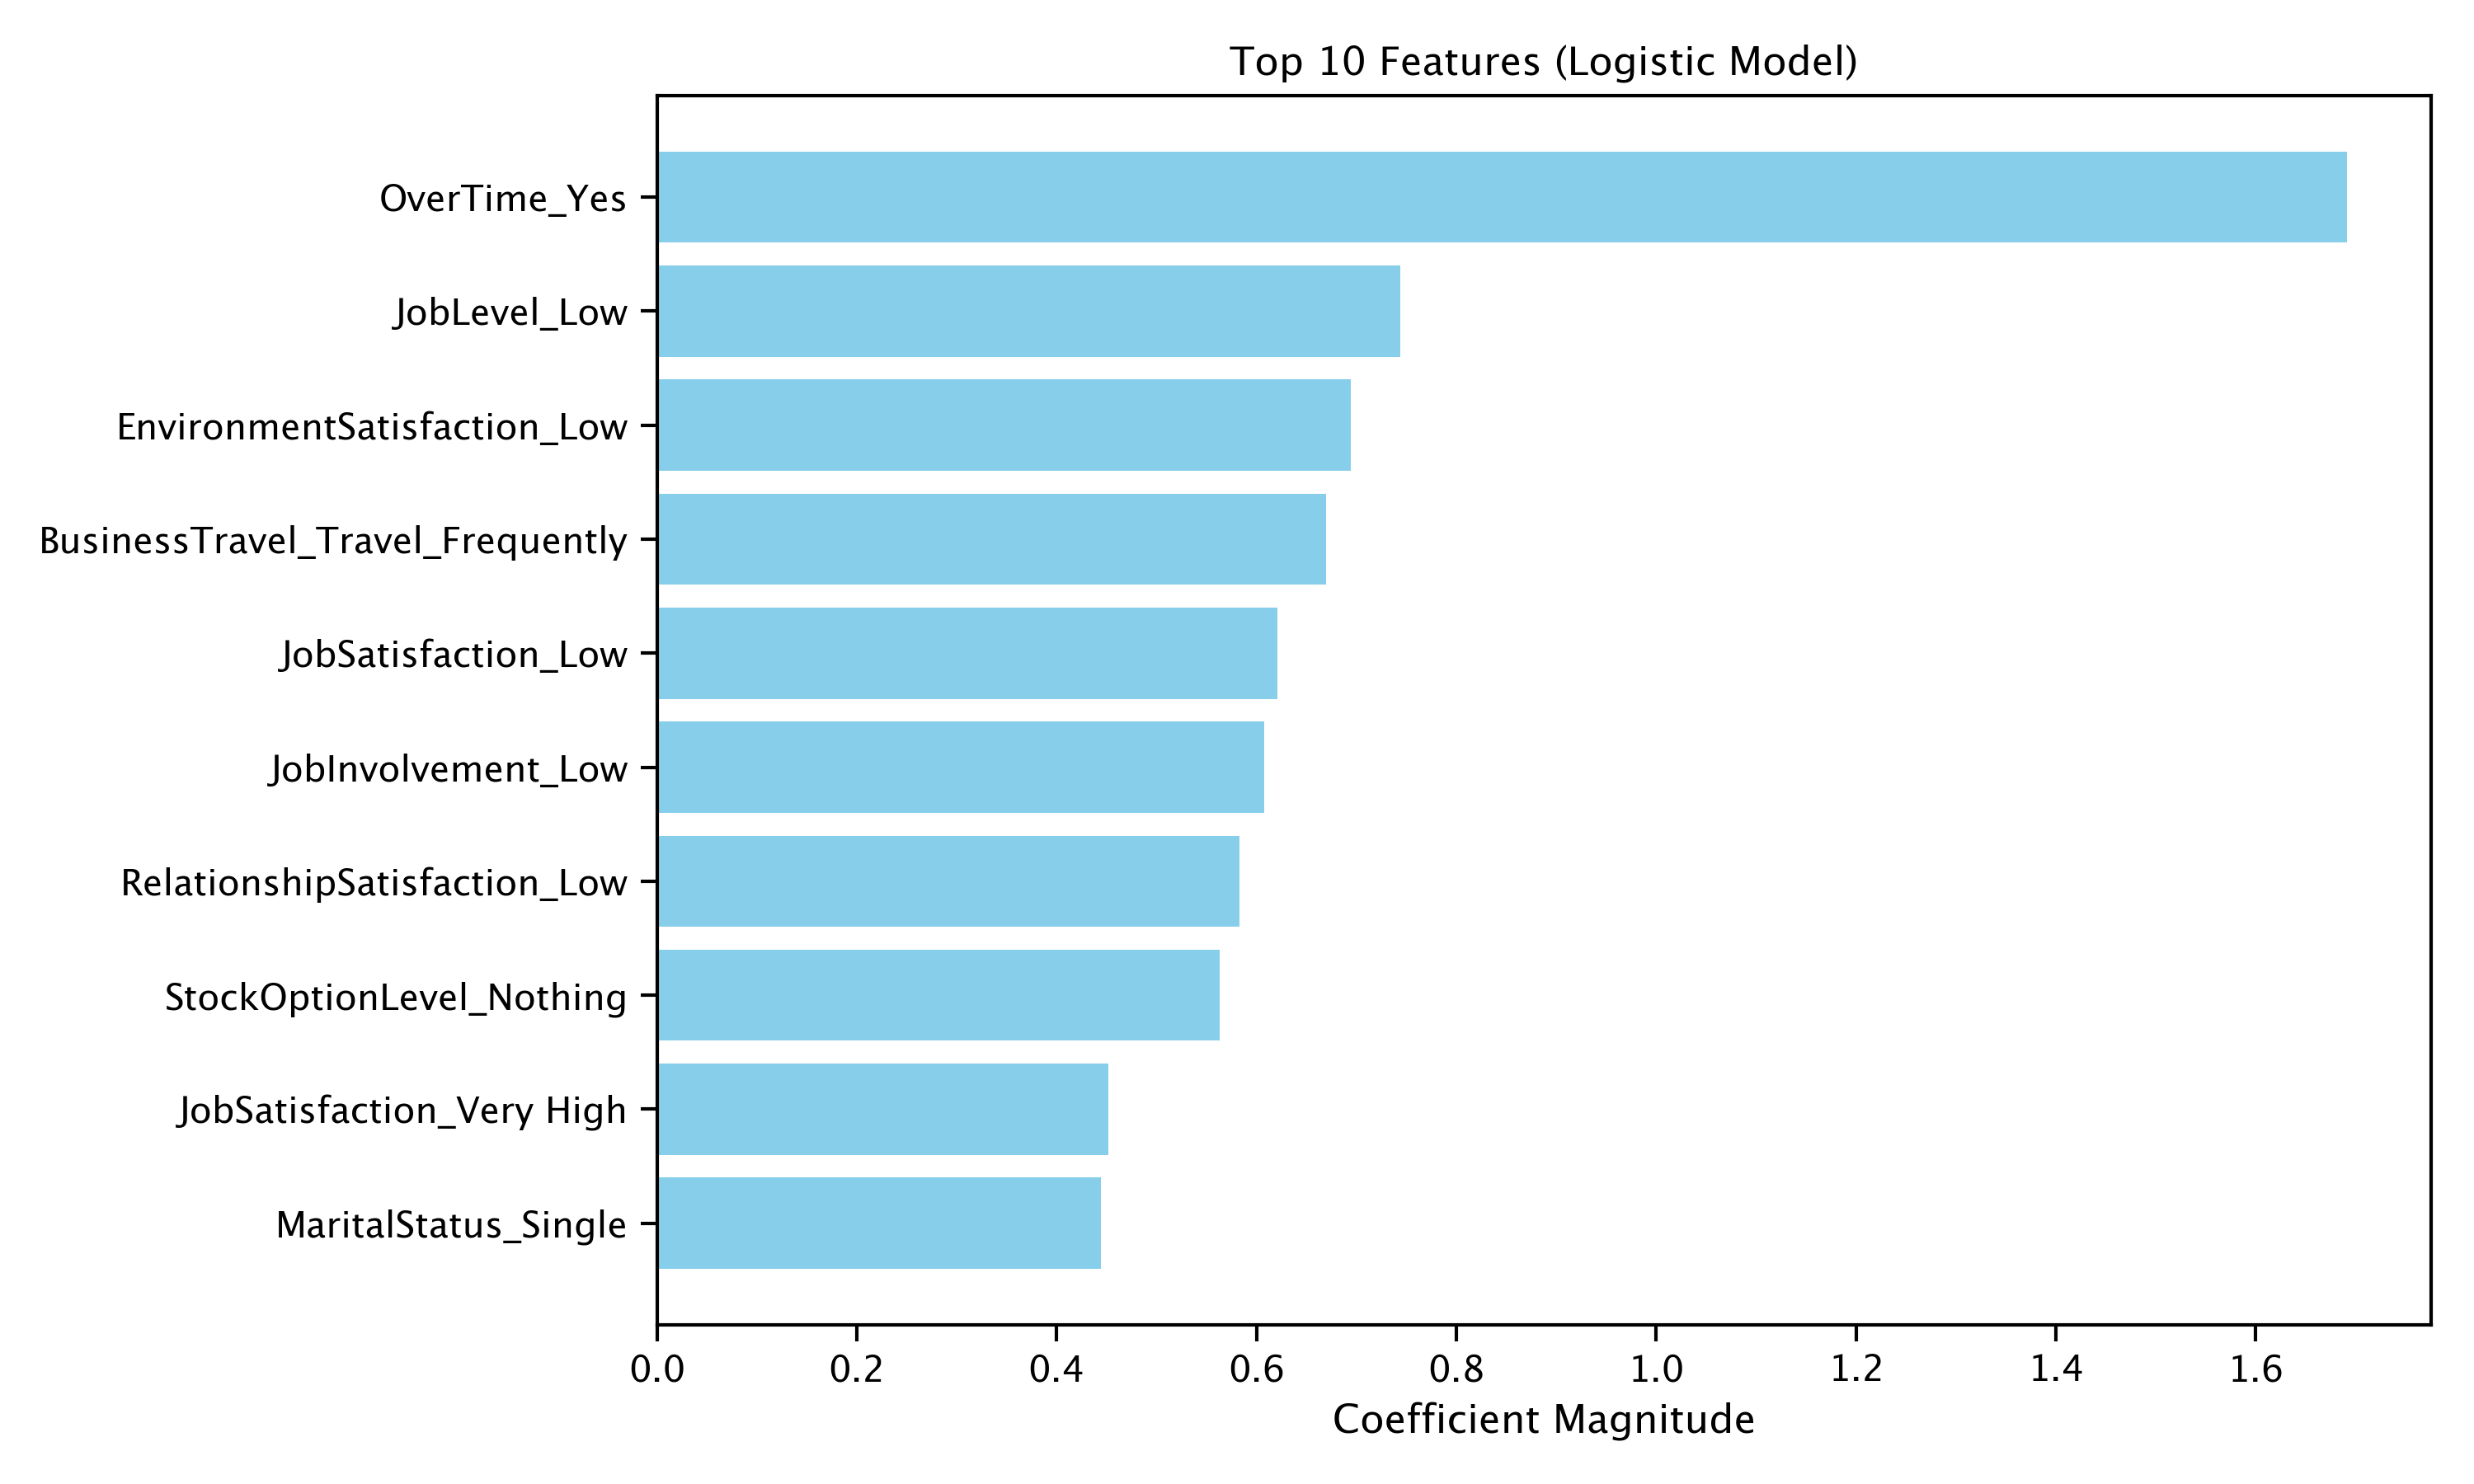 Top 10 Features (Logistic Model)
OverTime_Yes
JobLevel_Low
EnvironmentSatisfaction_Low
BusinessTravel_Travel_Frequently
JobSatisfaction_Low
JobInvolvement_Low
RelationshipSatisfaction_Low
StockOptionLevel_Nothing
JobSatisfaction_Very High
MaritalStatus_Single
0.0 0.2 0.4 0.6 0.8 1.0 1.2 1.4 1.6
Coefficient Magnitude